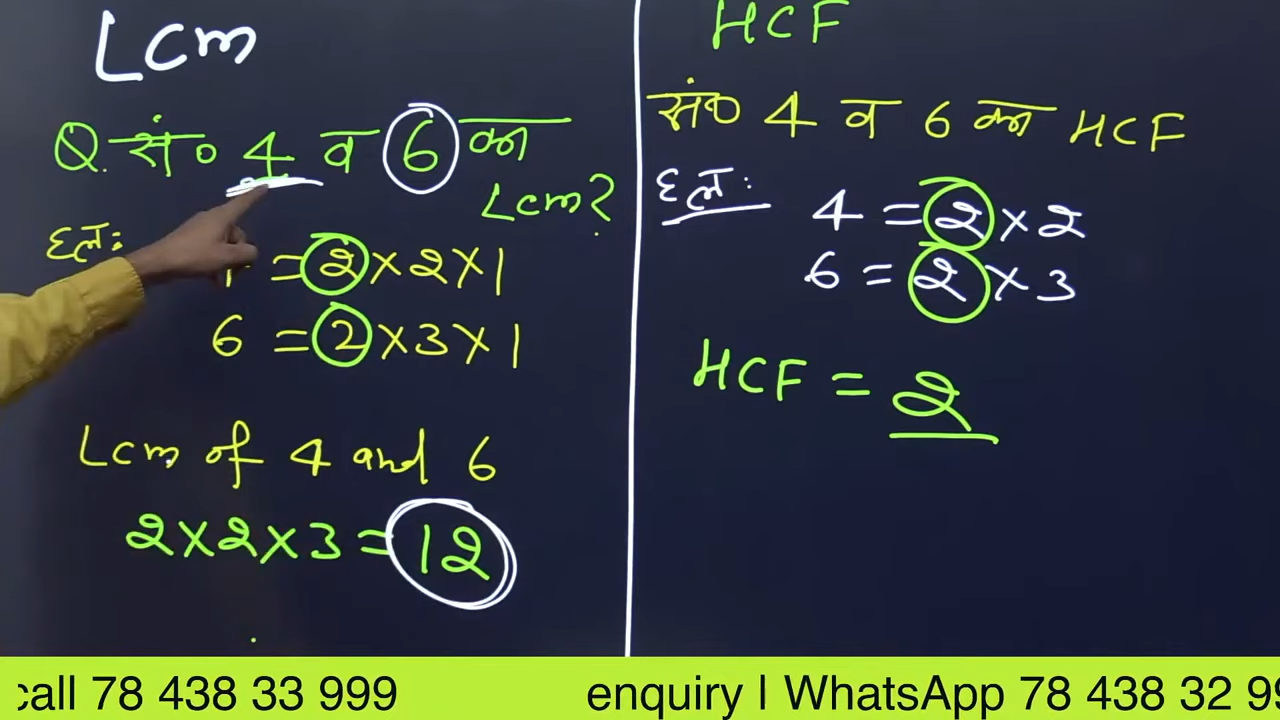 Lcm
Q. सं० 4 व 6 का
Lcm?
हल:
= 2 × 2 × 1
6 = 2 × 3 × 1
Lcm of 4 and 6
2 × 2 × 3 = 12
HCF
सं० 4 व 6 का HCF
हल:
4 = 2 × 2
6 = 2 × 3
HCF = 2
call 78 438 33 999 enquiry | WhatsApp 78 438 32 99